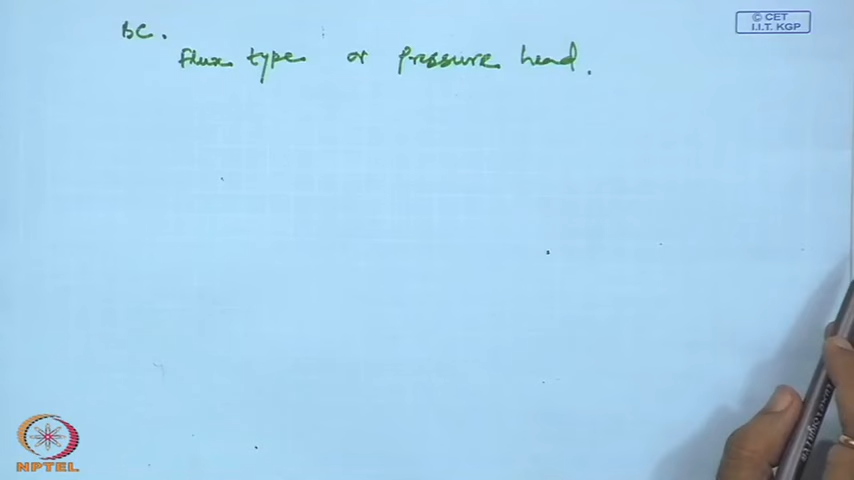 BC.
flux type or Pressure head.
© CET
I.I.T. KGP
NPTEL